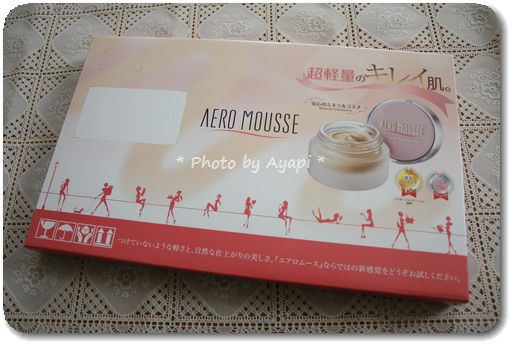 超軽量のキレイ肌。
安心のミネラルコスメ
AERO MOUSSE
AERO MOUSSE
* Photo by Ayapi *
つけていないような軽さと、自然な仕上がりの美しさ。『エアロムース』ならではの新感覚をどうぞお試しください。